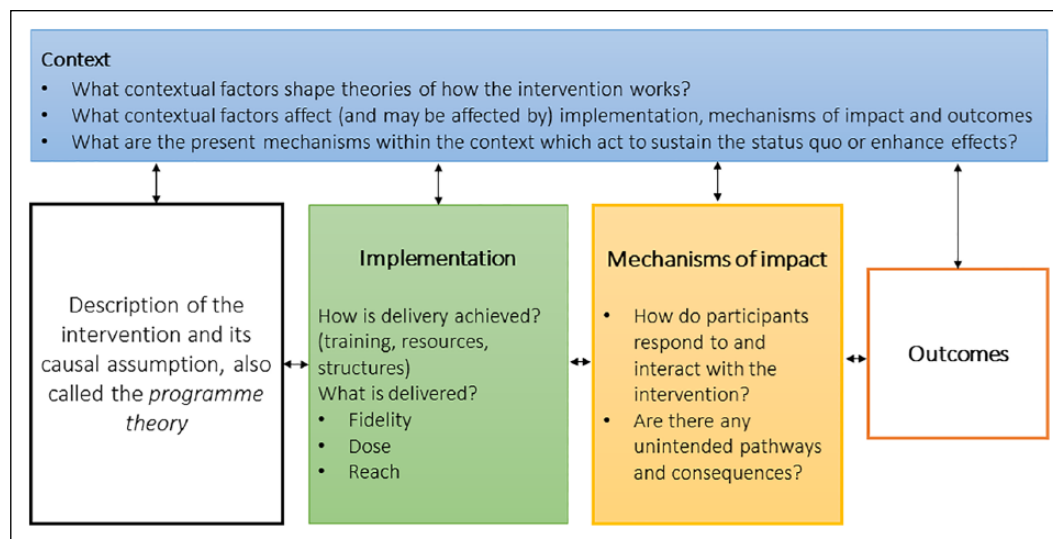 Context
• What contextual factors shape theories of how the intervention works?
• What contextual factors affect (and may be affected by) implementation, mechanisms of impact and outcomes
• What are the present mechanisms within the context which act to sustain the status quo or enhance effects?
Description of the
intervention and its
causal assumption, also
called the programme
theory
Implementation
How is delivery achieved?
(training, resources,
structures)
What is delivered?
• Fidelity
• Dose
• Reach
Mechanisms of impact
• How do participants
respond to and
interact with the
intervention?
• Are there any
unintended pathways
and consequences?
Outcomes